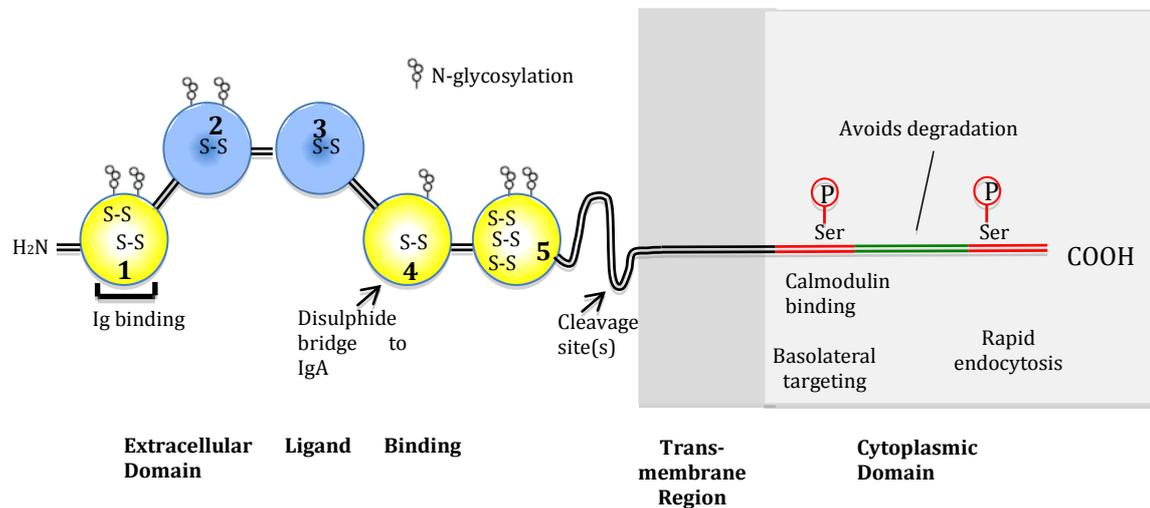 N-glycosylation
2
S-S
3
S-S
Avoids degradation
P
Ser
P
Ser
H2N
S-S
S-S
1
S-S
4
S-S
S-S
S-S
5
COOH
Ig binding
Disulphide
bridge to
IgA
Cleavage
site(s)
Calmodulin
binding
Basolateral
targeting
Rapid
endocytosis
Extracellular Ligand Binding
Domain
Trans-
membrane
Region
Cytoplasmic
Domain